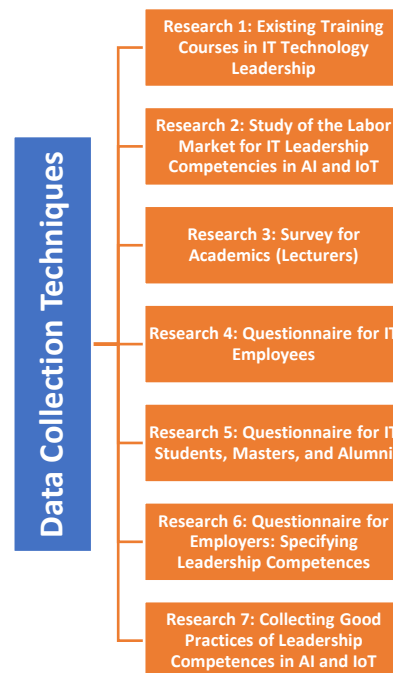 Data Collection Techniques
Research 1: Existing Training
Courses in IT Technology
Leadership
Research 2: Study of the Labor
Market for IT Leadership
Competencies in AI and IoT
Research 3: Survey for
Academics (Lecturers)
Research 4: Questionnaire for IT
Employees
Research 5: Questionnaire for IT
Students, Masters, and Alumni
Research 6: Questionnaire for
Employers: Specifying
Leadership Competences
Research 7: Collecting Good
Practices of Leadership
Competences in AI and IoT